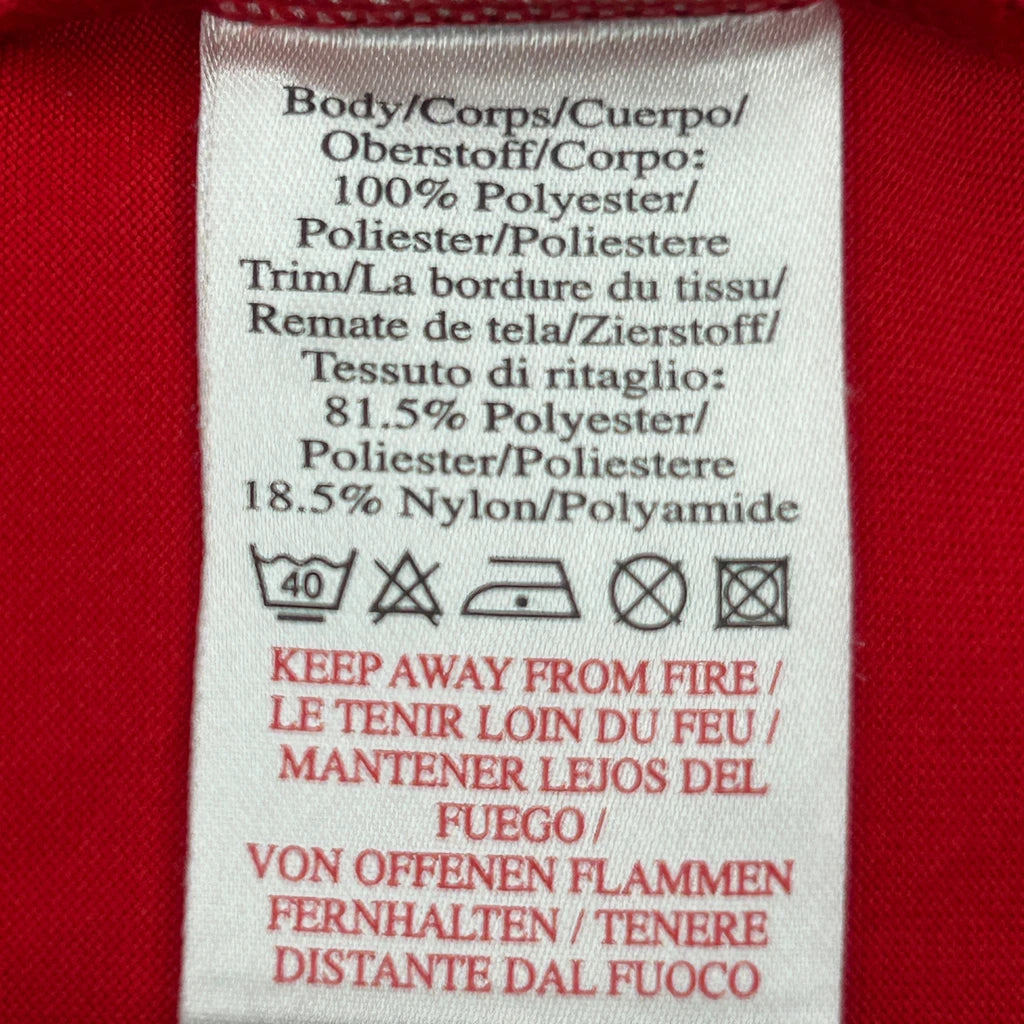 Body/Corps/Cuerpo/
Oberstoff/Corpo:
100% Polyester/
Poliester/Poliestere
Trim/La bordure du tissu/
Remate de tela/Zierstoff/
Tessuto di ritaglio:
81.5% Polyester/
Poliester/Poliestere
18.5% Nylon/Polyamide
40
KEEP AWAY FROM FIRE /
LE TENIR LOIN DU FEU /
MANTENER LEJOS DEL
FUEGO /
VON OFFENEN FLAMMEN
FERNHALTEN / TENERE
DISTANTE DAL FUOCO